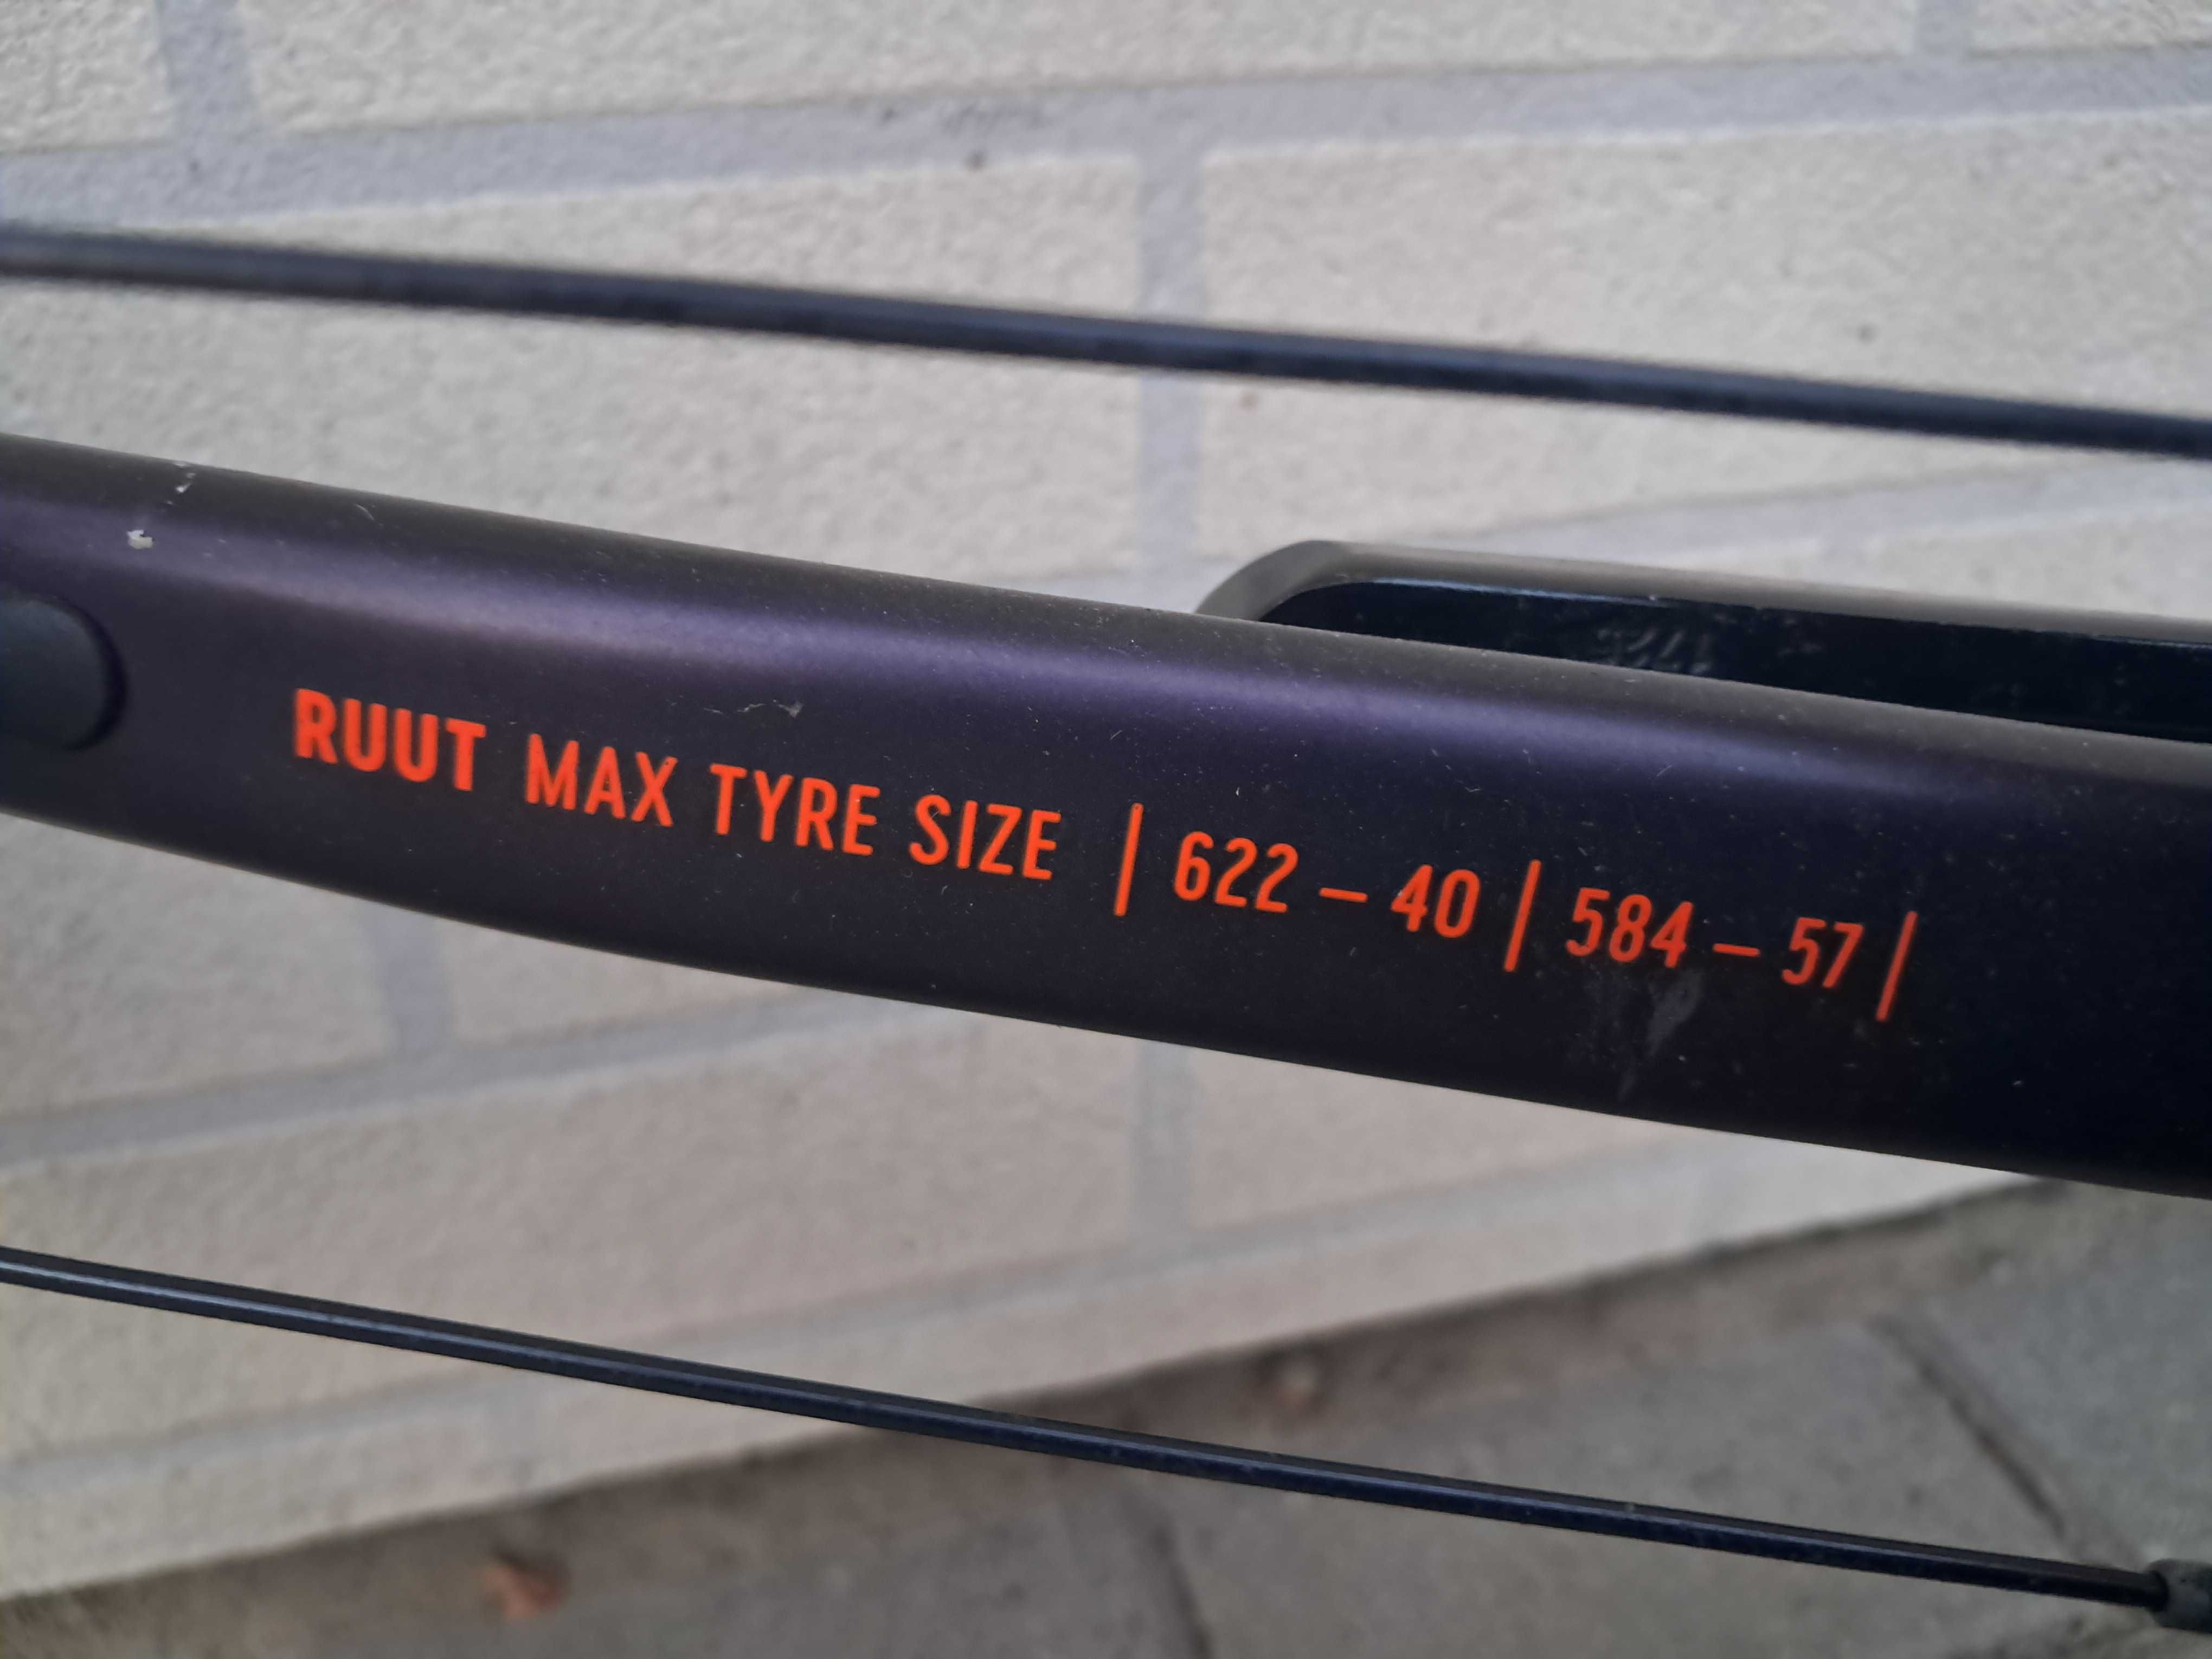 RUUT MAX TYRE SIZE | 622 – 40 | 584 – 57 |